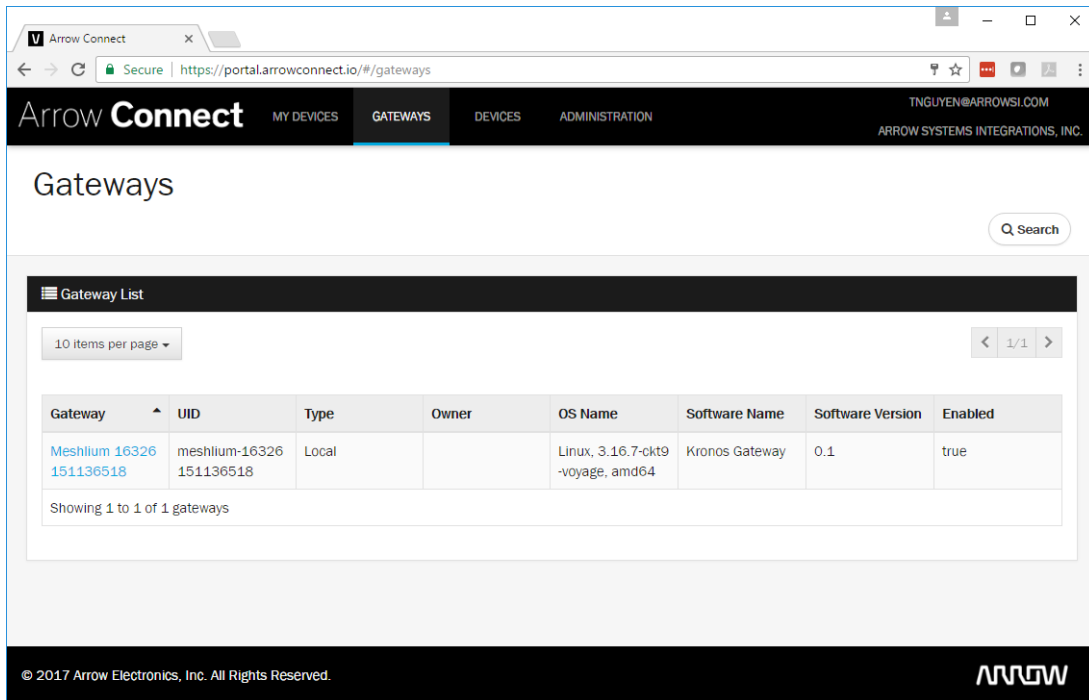 Arrow Connect
Secure | https://portal.arrowconnect.io/#/gateways
Arrow Connect MY DEVICES GATEWAYS DEVICES ADMINISTRATION TNGUYEN@ARROWSI.COM
ARROW SYSTEMS INTEGRATIONS, INC.
Gateways
Search
Gateway List
10 items per page
1/1
Gateway UID Type Owner OS Name Software Name Software Version Enabled
Meshlium 16326 meshlium-16326 Local Linux, 3.16.7-ckt9 Kronos Gateway 0.1 true
151136518 151136518 -voyage, amd64
Showing 1 to 1 of 1 gateways
© 2017 Arrow Electronics, Inc. All Rights Reserved. ARROW